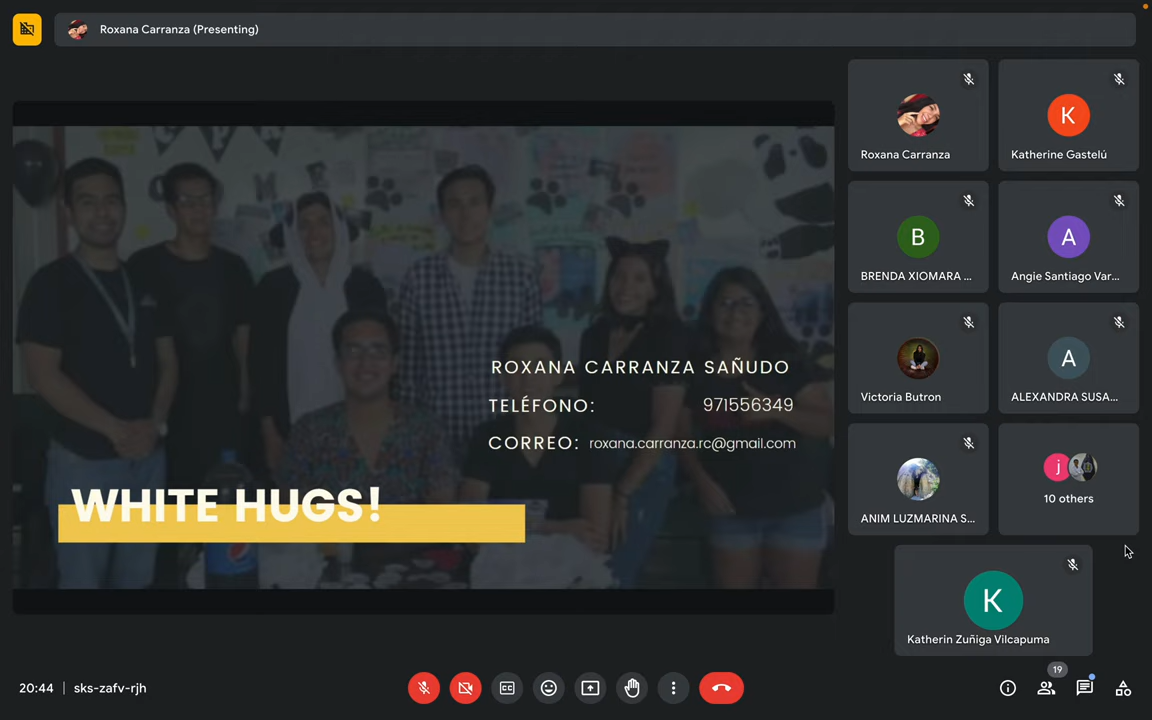 Roxana Carranza (Presenting)
ROXANA CARRANZA SAÑUDO
TELÉFONO: 971556349
CORREO: roxana.carranza.rc@gmail.com
WHITE HUGS!
Roxana Carranza
K
Katherine Gastelú
B
BRENDA XIOMARA ...
A
Angie Santiago Var...
Victoria Butron
A
ALEXANDRA SUSA...
ANIM LUZMARINA S...
j
10 others
K
Katherin Zuñiga Vilcapuma
20:44 | sks-zafv-rjh
19